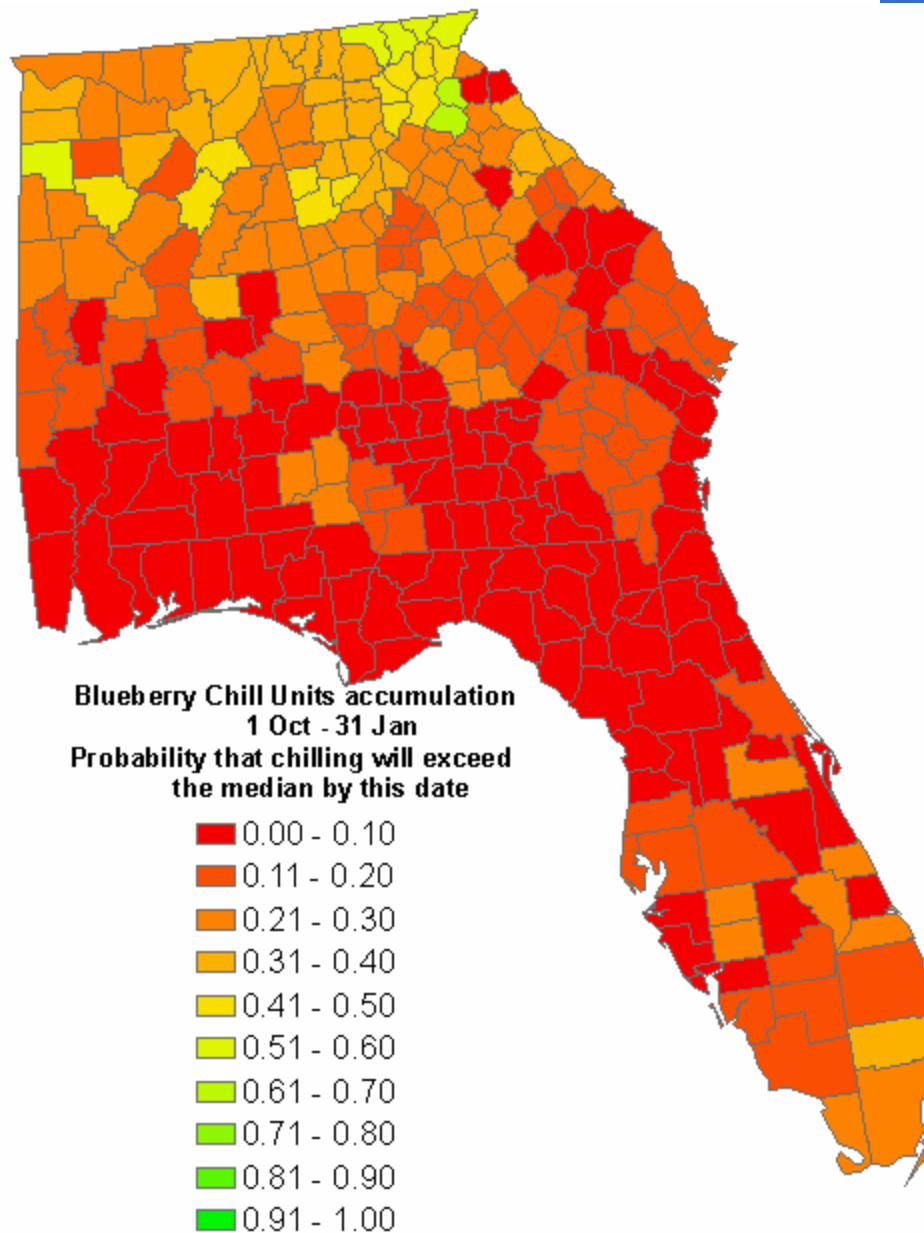 Blueberry Chill Units accumulation
1 Oct - 31 Jan
Probability that chilling will exceed
the median by this date
0.00 - 0.10
0.11 - 0.20
0.21 - 0.30
0.31 - 0.40
0.41 - 0.50
0.51 - 0.60
0.61 - 0.70
0.71 - 0.80
0.81 - 0.90
0.91 - 1.00